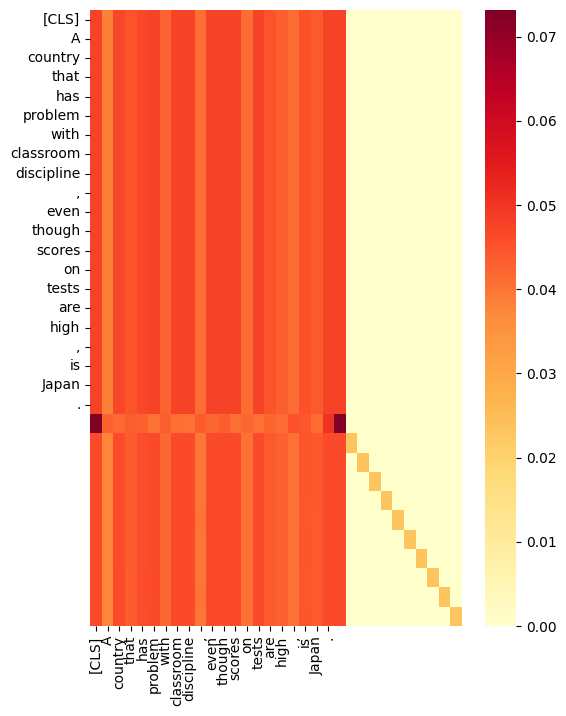 [CLS]
A
country
that
has
problem
with
classroom
discipline
,
even
though
scores
on
tests
are
high
,
is
Japan
.
[CLS]
A
country
that
has
problem
with
classroom
discipline
,
even
though
scores
on
tests
are
high
,
is
Japan
.
0.07
0.06
0.05
0.04
0.03
0.02
0.01
0.00